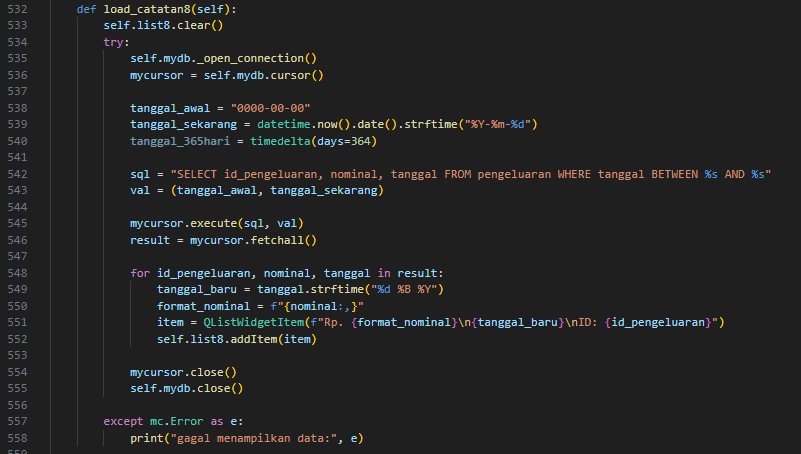 532 def load_catatan8(self):
533 self.list8.clear()
534 try:
535 self.mydb._open_connection()
536 mycursor = self.mydb.cursor()
537
538 tanggal_awal = "0000-00-00"
539 tanggal_sekarang = datetime.now().date().strftime("%Y-%m-%d")
540 tanggal_365hari = timedelta(days=364)
541
542 sql = "SELECT id_pengeluaran, nominal, tanggal FROM pengeluaran WHERE tanggal BETWEEN %s AND %s"
543 val = (tanggal_awal, tanggal_sekarang)
544
545 mycursor.execute(sql, val)
546 result = mycursor.fetchall()
547
548 for id_pengeluaran, nominal, tanggal in result:
549 tanggal_baru = tanggal.strftime("%d %B %Y")
550 format_nominal = f"{nominal:,}"
551 item = QListWidgetItem(f"Rp. {format_nominal}\n{tanggal_baru}\nID: {id_pengeluaran}")
552 self.list8.addItem(item)
553
554 mycursor.close()
555 self.mydb.close()
556
557 except mc.Error as e:
558 print("gagal menampilkan data:", e)